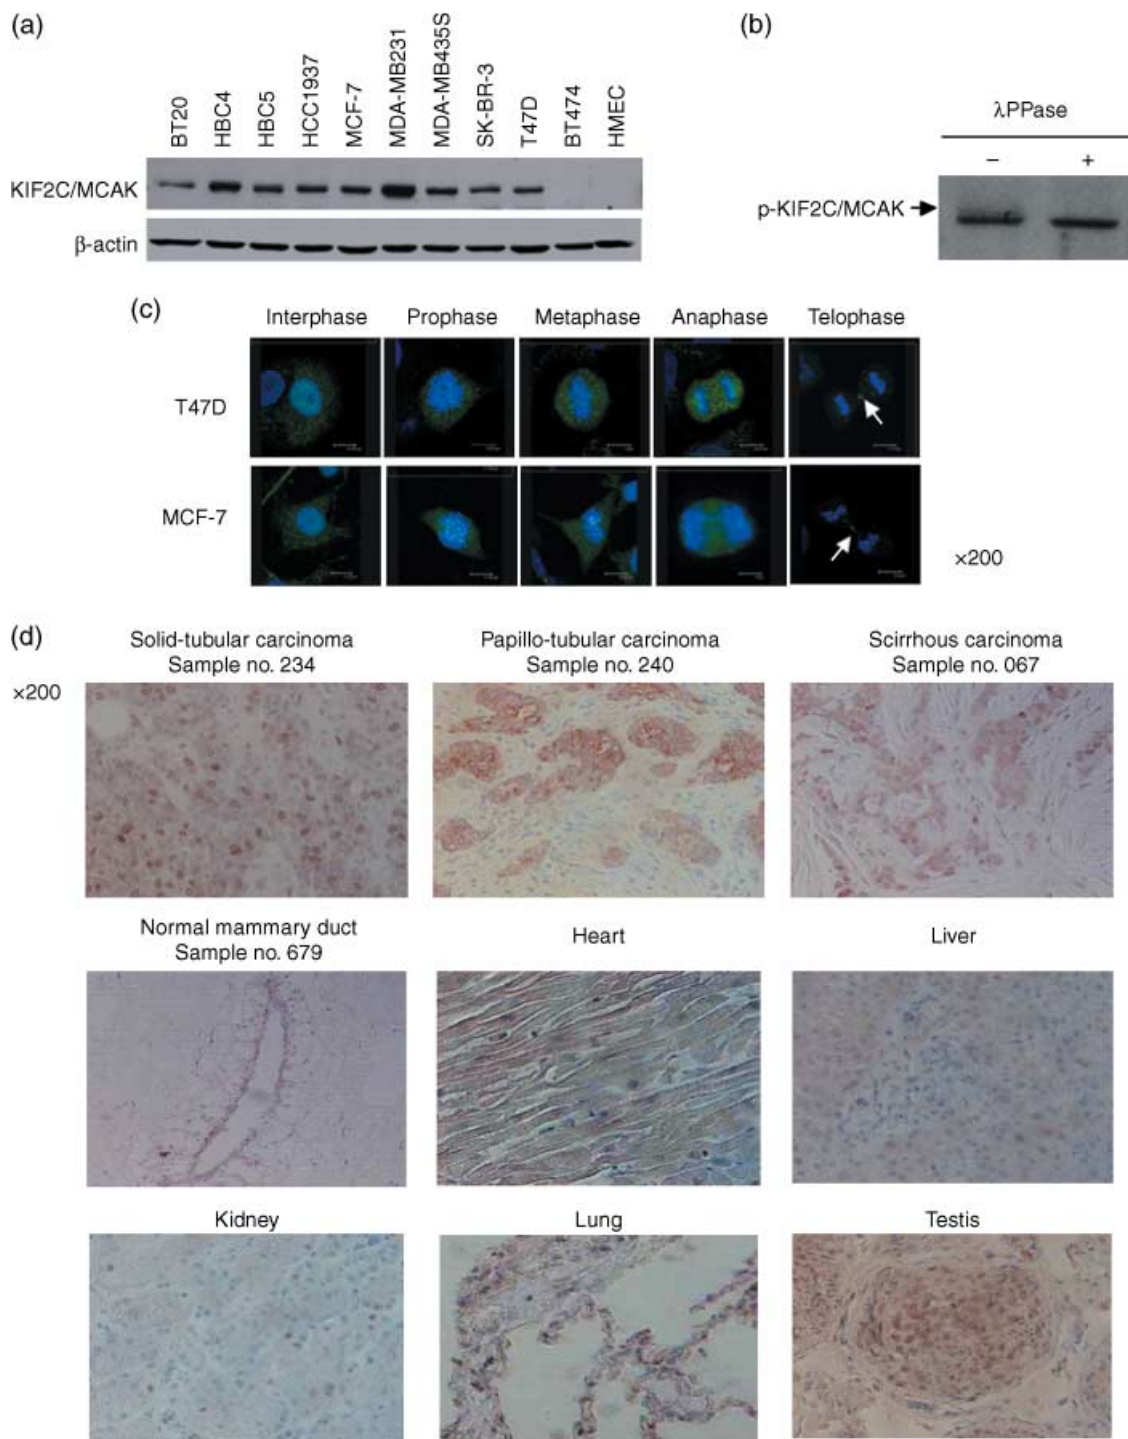 (a)
BT20
HBC4
HBC5
HCC1937
MCF-7
MDA-MB231
MDA-MB435S
SK-BR-3
T47D
BT474
HMEC
KIF2C/MCAK
β-actin
(b)
λPPase
− +
p-KIF2C/MCAK
(c)
Interphase Prophase Metaphase Anaphase Telophase
T47D
MCF-7
×200
(d)
Solid-tubular carcinoma
Sample no. 234
Papillo-tubular carcinoma
Sample no. 240
Scirrhous carcinoma
Sample no. 067
×200
Normal mammary duct
Sample no. 679
Heart
Liver
Kidney
Lung
Testis